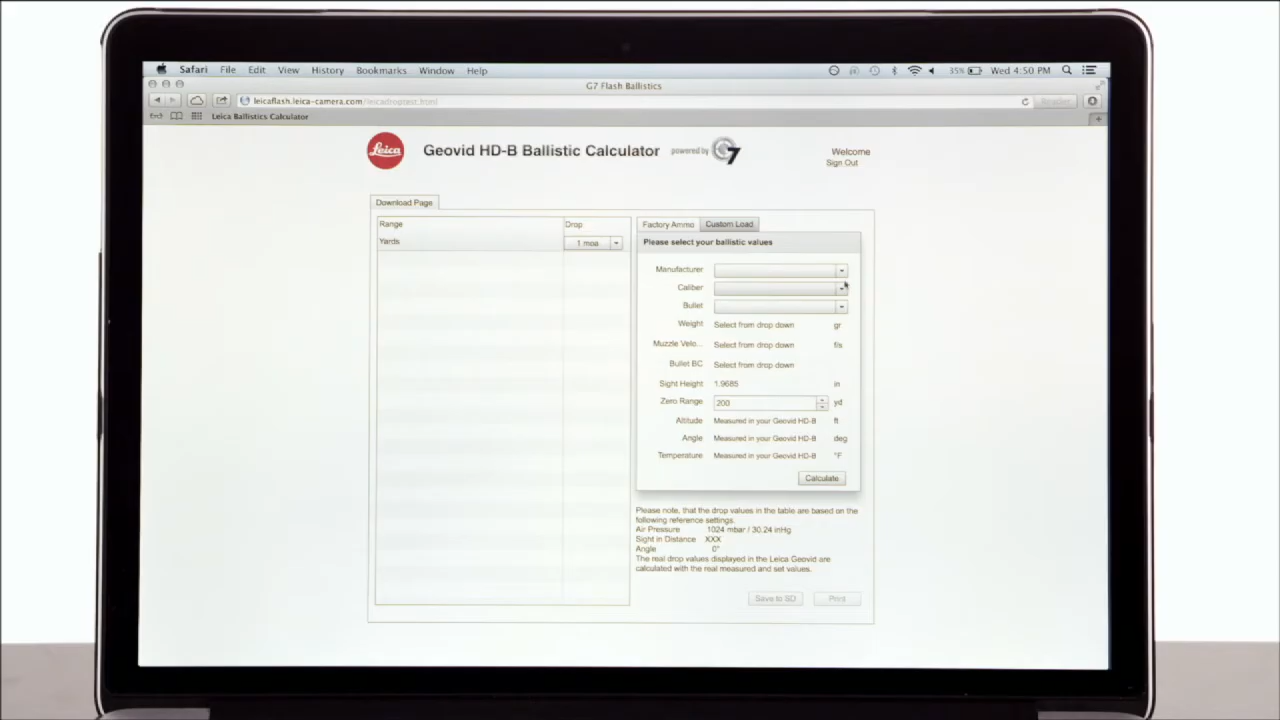 Safari File Edit View History Bookmarks Window Help 35% Wed 4:50 PM
G7 Flash Ballistics
leicaflash.leica-camera.com/leicadroptest.html Reader
Leica Ballistics Calculator
Leica Geovid HD-B Ballistic Calculator powered by G7
Welcome
Sign Out
Download Page
Range Drop
Yards 1 moa
Factory Ammo Custom Load
Please select your ballistic values
Manufacturer
Caliber
Bullet
Weight Select from drop down gr
Muzzle Velo... Select from drop down f/s
Bullet BC Select from drop down
Sight Height 1.9685 in
Zero Range 200 yd
Altitude Measured in your Geovid HD-B ft
Angle Measured in your Geovid HD-B deg
Temperature Measured in your Geovid HD-B °F
Calculate
Please note, that the drop values in the table are based on the
following reference settings.
Air Pressure 1024 mbar / 30.24 inHg
Sight in Distance XXX
Angle 0°
The real drop values displayed in the Leica Geovid are
calculated with the real measured and set values.
Save to SD Print